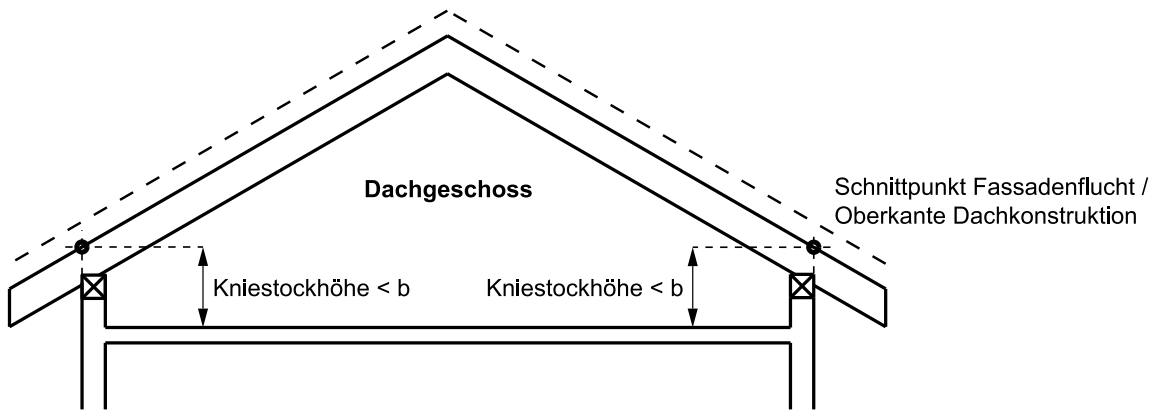 Dachgeschoss
Schnittpunkt Fassadenflucht /
Oberkante Dachkonstruktion
Kniestockhöhe < b
Kniestockhöhe < b